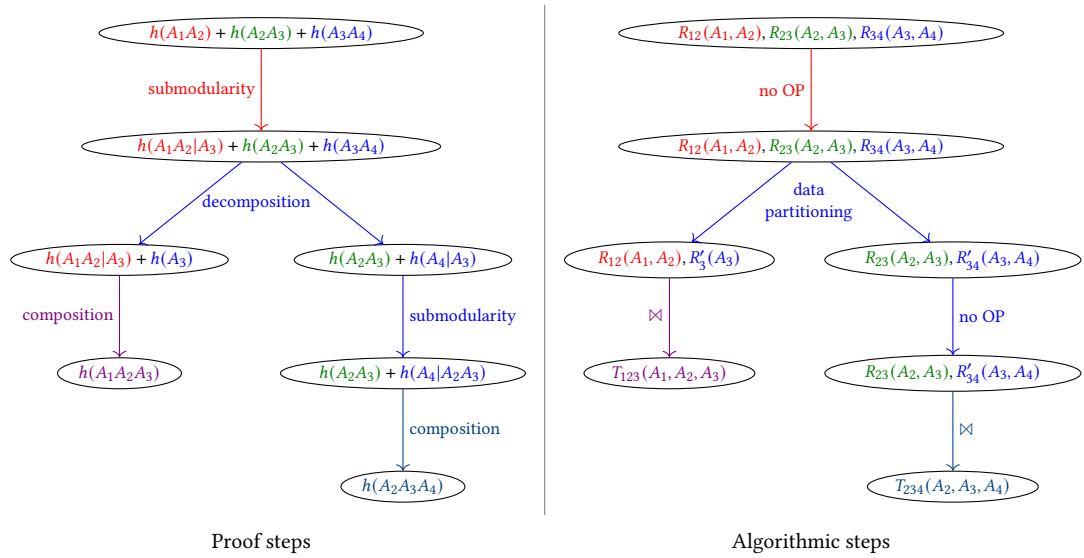 h(A₁A₂) + h(A₂A₃) + h(A₃A₄)
submodularity
h(A₁A₂|A₃) + h(A₂A₃) + h(A₃A₄)
decomposition
h(A₁A₂|A₃) + h(A₃)
h(A₂A₃) + h(A₄|A₃)
composition
submodularity
h(A₁A₂A₃)
h(A₂A₃) + h(A₄|A₂A₃)
composition
h(A₂A₃A₄)
Proof steps
R₁₂(A₁, A₂), R₂₃(A₂, A₃), R₃₄(A₃, A₄)
no OP
R₁₂(A₁, A₂), R₂₃(A₂, A₃), R₃₄(A₃, A₄)
data
partitioning
R₁₂(A₁, A₂), R′₃(A₃)
R₂₃(A₂, A₃), R′₃₄(A₃, A₄)
⋈
no OP
T₁₂₃(A₁, A₂, A₃)
R₂₃(A₂, A₃), R′₃₄(A₃, A₄)
⋈
T₂₃₄(A₂, A₃, A₄)
Algorithmic steps